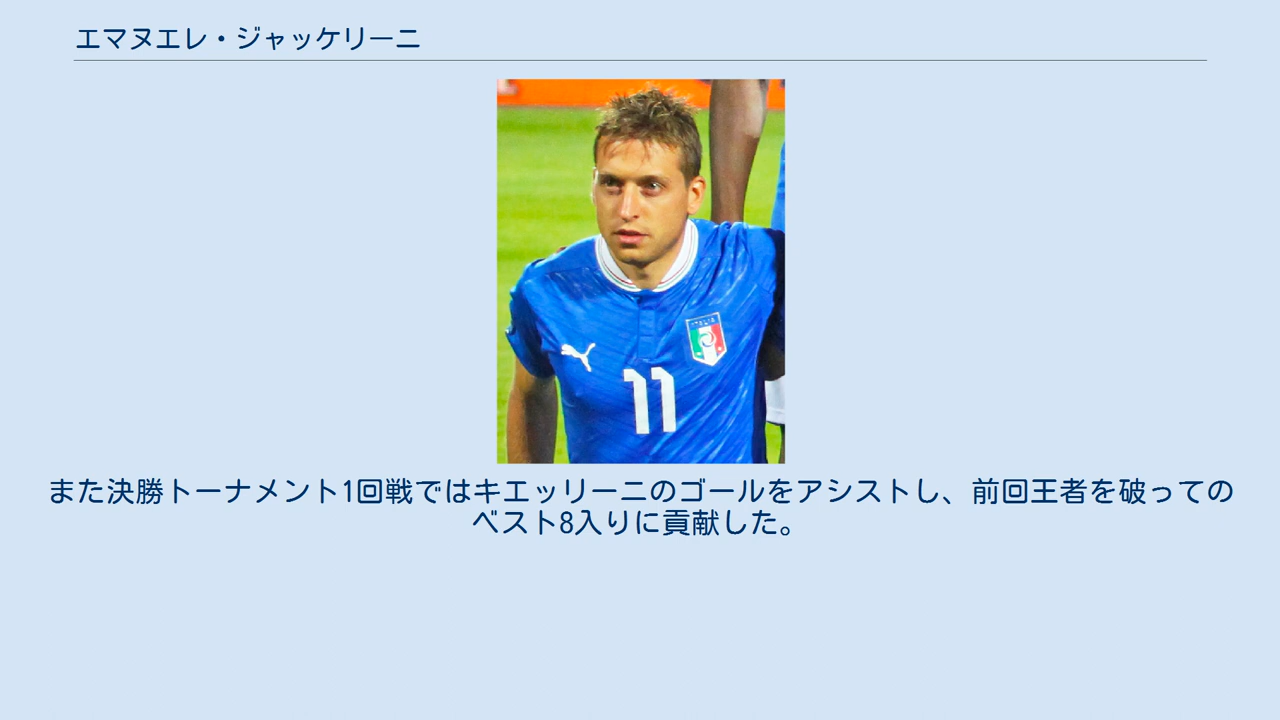 エマヌエレ・ジャッケリーニ
ITALIA
11
また決勝トーナメント1回戦ではキエッリーニのゴールをアシストし、前回王者を破っての
ベスト8入りに貢献した。